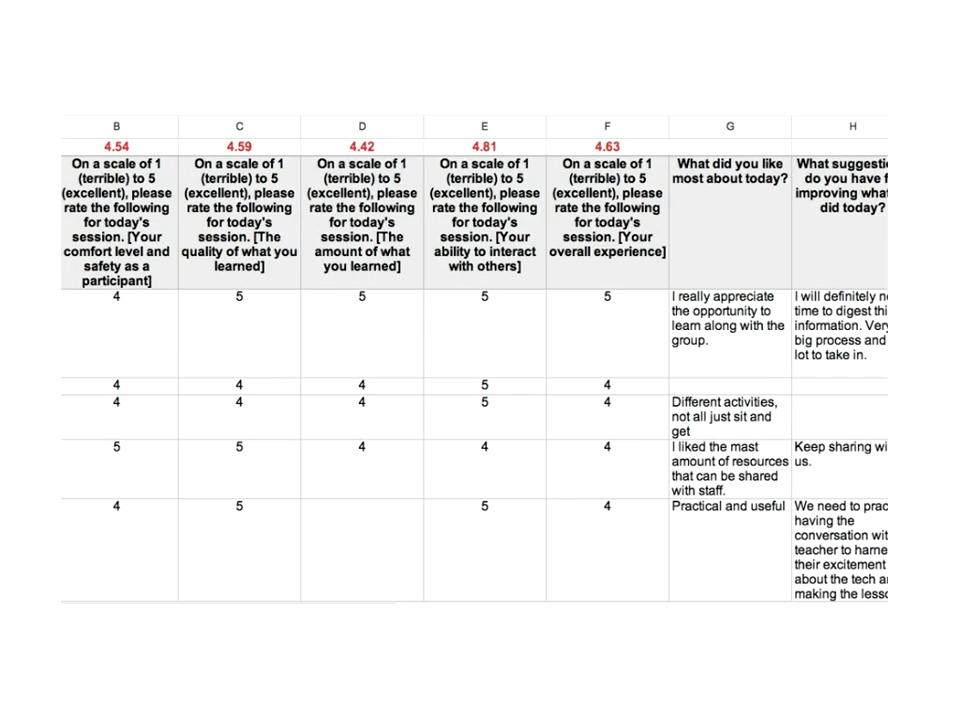 B C D E F G H
4.54 4.59 4.42 4.81 4.63
On a scale of 1
(terrible) to 5
(excellent), please
rate the following
for today's
session. [Your
comfort level and
safety as a
participant]
On a scale of 1
(terrible) to 5
(excellent), please
rate the following
for today's
session. [The
quality of what you
learned]
On a scale of 1
(terrible) to 5
(excellent), please
rate the following
for today's
session. [The
amount of what
you learned]
On a scale of 1
(terrible) to 5
(excellent), please
rate the following
for today's
session. [Your
ability to interact
with others]
On a scale of 1
(terrible) to 5
(excellent), please
rate the following
for today's
session. [Your
overall experience]
What did you like
most about today?
What
do you have
improving
did today?
4 5 5 5 5
I really appreciate
the opportunity to
learn along with the
group.
I will definitely
time to digest
information.
big process and
lot to take in.
4 4 4 5 4
4 4 4 5 4
Different activities,
not all just sit and
get
5 5 4 4 4
I liked the mast
amount of resources
that can be shared
with staff.
Keep sharing
us.
4 5 5 4
Practical and useful
We need to
having the
conversation
teacher to
their excitement
about the tech
making the